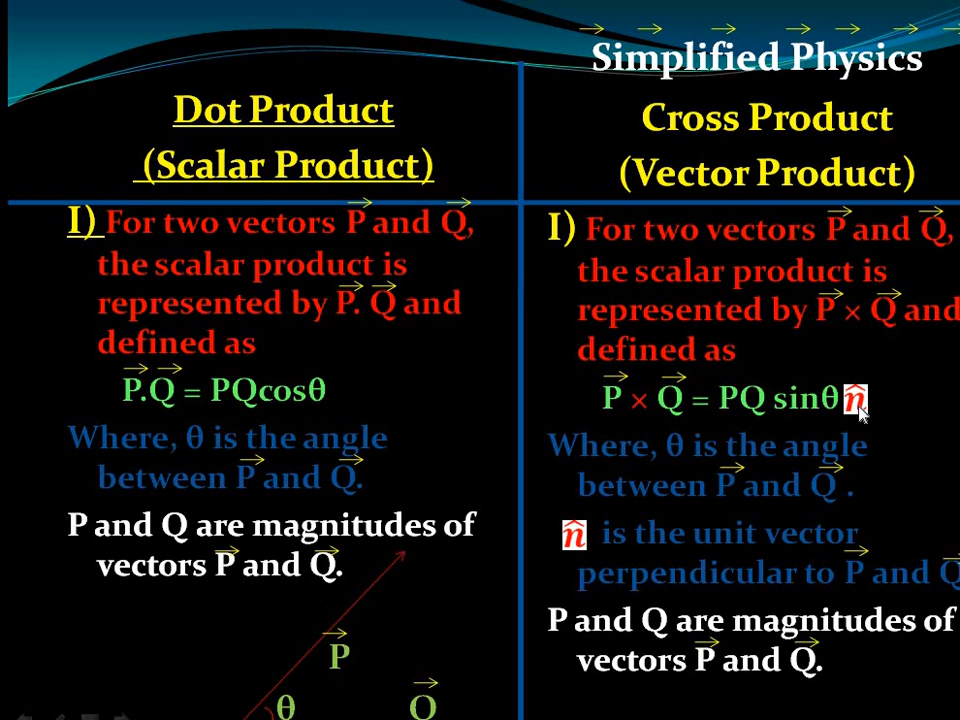 Simplified Physics
Dot Product
(Scalar Product)
I) For two vectors P and Q,
the scalar product is
represented by P. Q and
defined as
P.Q = PQcosθ
Where, θ is the angle
between P and Q.
P and Q are magnitudes of
vectors P and Q.
P
θ
Q
Cross Product
(Vector Product)
I) For two vectors P and Q,
the scalar product is
represented by P × Q and
defined as
P × Q = PQ sinθ n̂
Where, θ is the angle
between P and Q .
n̂ is the unit vector
perpendicular to P and Q
P and Q are magnitudes of
vectors P and Q.